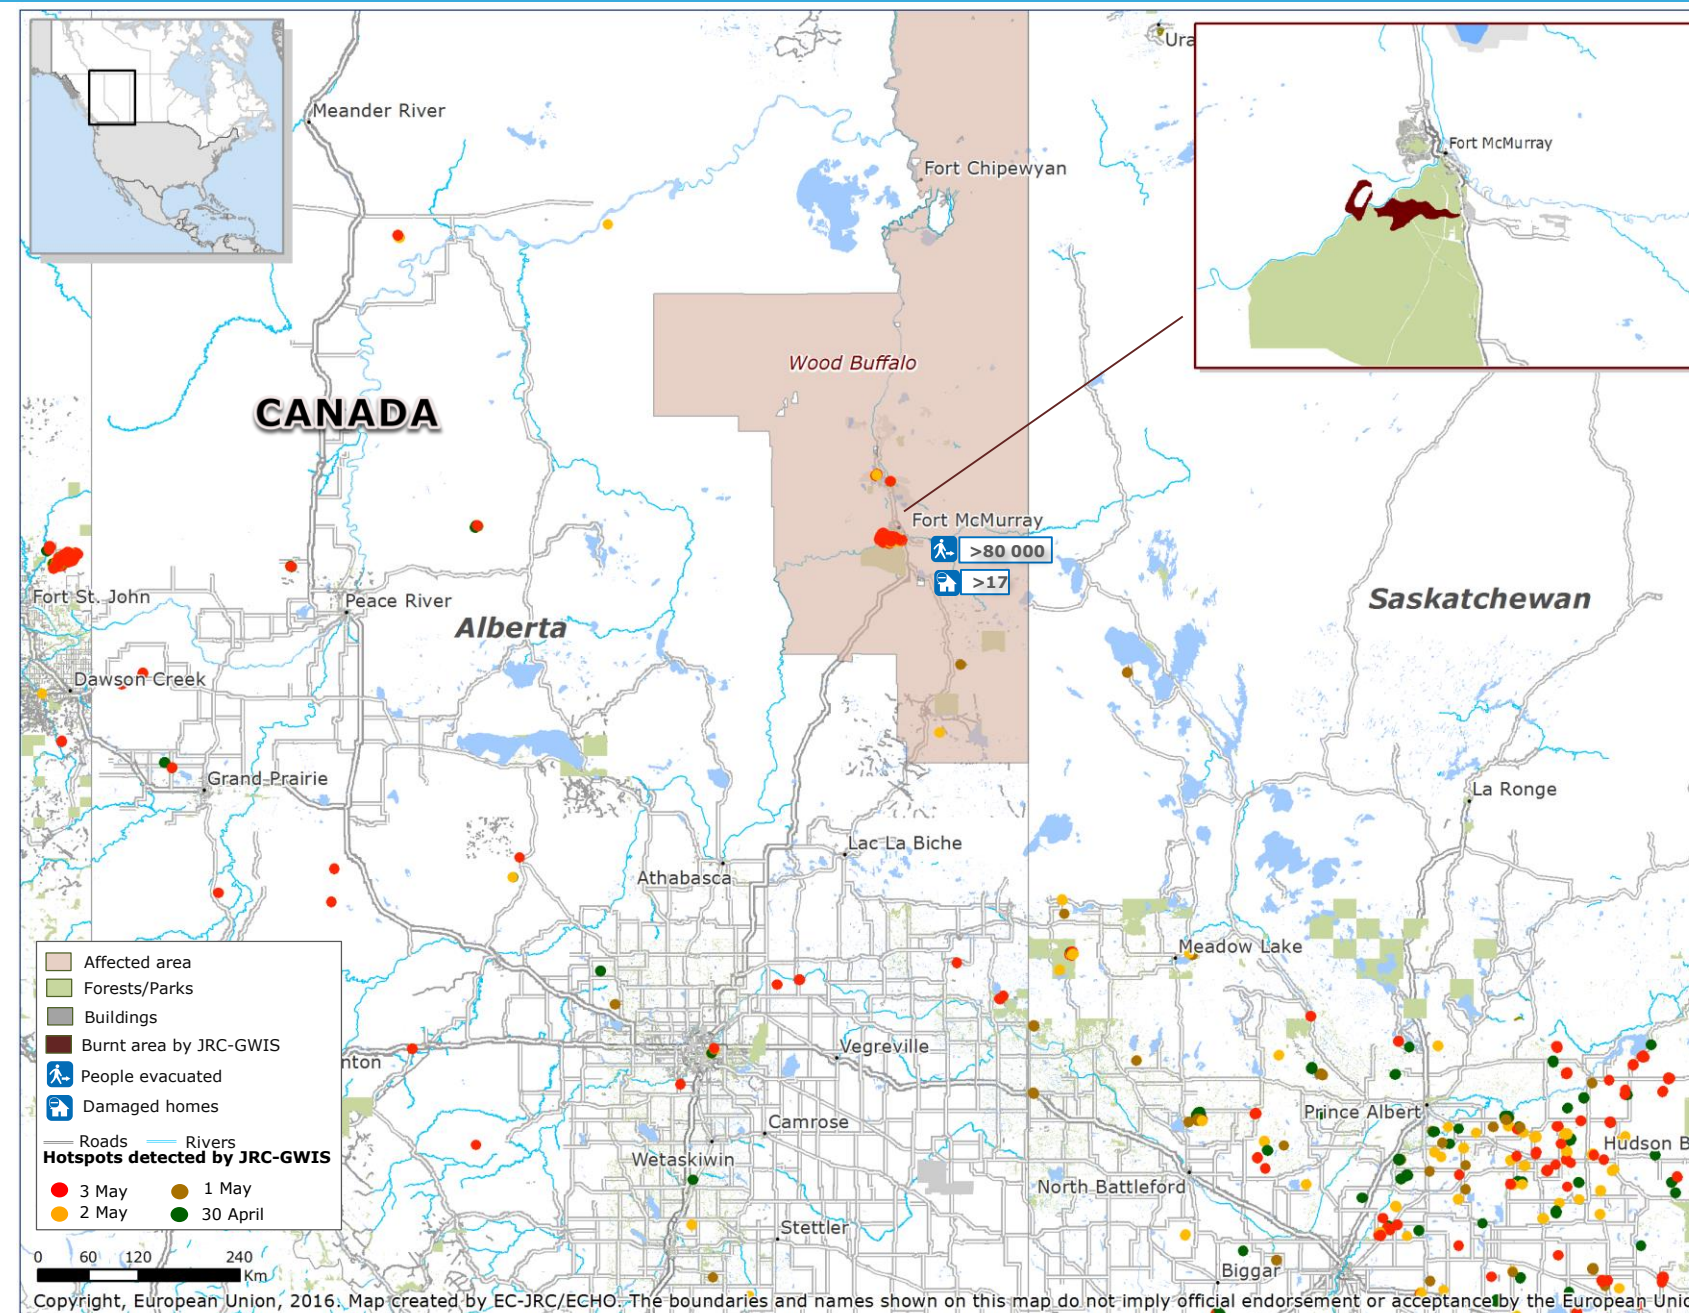 Ura
Meander River
Fort McMurray
Fort Chipewyan
Wood Buffalo
CANADA
Fort McMurray
>80 000
>17
Fort St. John
Peace River
Alberta
Saskatchewan
Dawson Creek
Grand Prairie
La Ronge
Lac La Biche
Athabasca
Meadow Lake
Affected area
Forests/Parks
Buildings
Burnt area by JRC-GWIS
People evacuated
Damaged homes
Roads Rivers
Hotspots detected by JRC-GWIS
3 May 1 May
2 May 30 April
nton
Vegreville
Camrose
Prince Albert
Hudson B
Wetaskiwin
North Battleford
Stettler
Biggar
0 60 120 240
Km
Copyright, European Union, 2016. Map created by EC-JRC/ECHO. The boundaries and names shown on this map do not imply official endorsement or acceptance by the European Unio